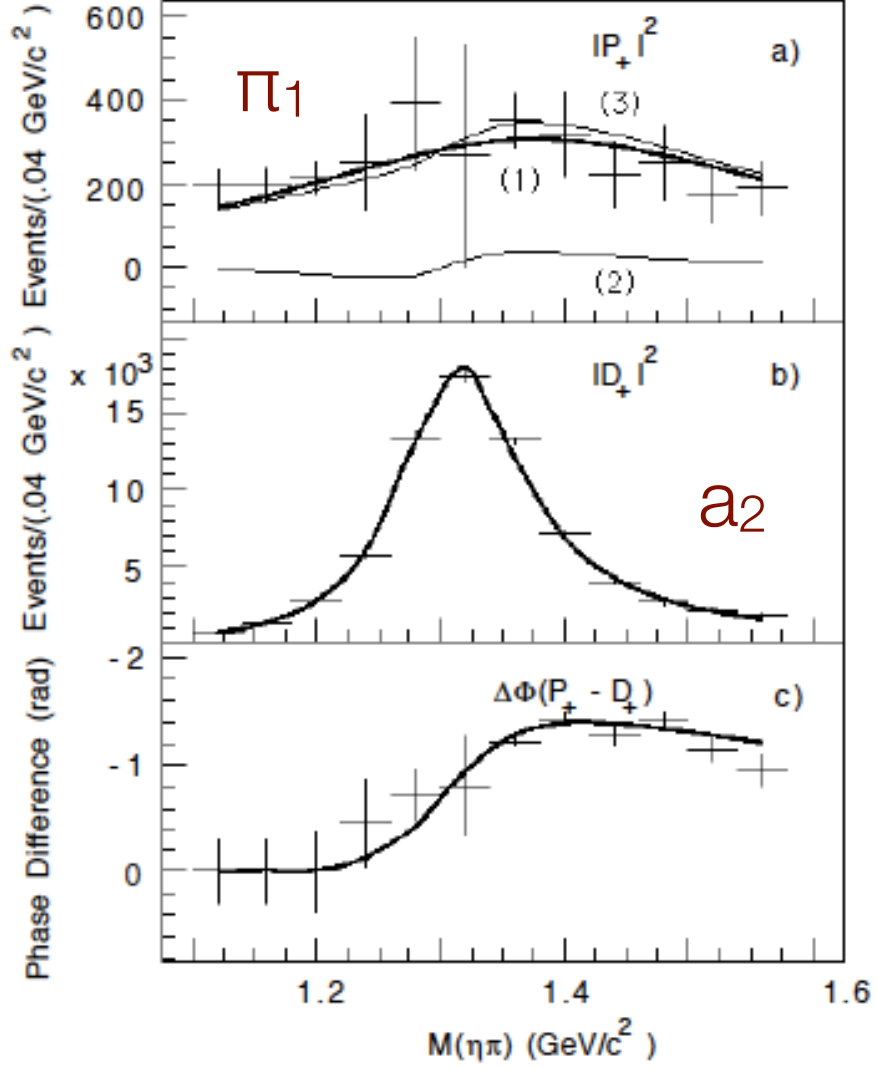 600
400
200
0
Events/(.04 GeV/c²)
π₁
|P₊|²
a)
(3)
(1)
(2)
x 10³
15
10
5
Events/(.04 GeV/c²)
|D₊|²
b)
a₂
-2
-1
0
Phase Difference (rad)
ΔΦ(P₊ - D₊)
c)
1.2
1.4
1.6
M(ηπ) (GeV/c²)